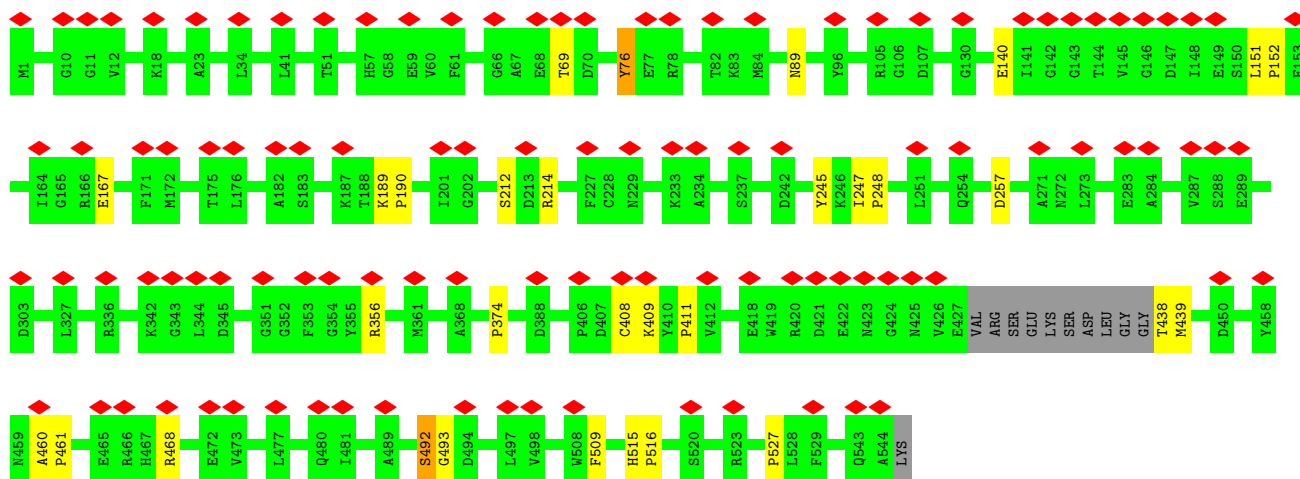 M1 G10 G11 V12 K18 A23 L34 L41 T51 H57 G58 E59 V60 F61 G66 A67 E68 T69 D70 Y76 E77 R78 T82 K83 M84 N89 Y96 R105 G106 D107 G130 E140 I141 G142 G143 T144 V145 G146 D147 I148 E149 S150 L151 P152 F153
I164 G165 R166 E167 F171 M172 T175 L176 A182 S183 K187 T188 K189 P190 I201 G202 S212 D213 R214 F227 C228 N229 K233 A234 S237 D242 Y245 K246 I247 P248 L251 Q254 D257 A271 N272 L273 E283 A284 V287 S288 E289
D303 L327 R336 K342 G343 L344 D345 G351 G352 F353 G354 Y355 R356 M361 A368 P374 D388 P406 D407 C408 K409 Y410 P411 V412 E418 W419 R420 D421 E422 N423 G424 N425 V426 E427 VAL ARG SER GLU LYS SER ASP LEU GLY GLY T438 M439 D450 Y458
N459 A460 P461 E465 R466 H467 R468 E472 V473 L477 Q480 I481 A489 S492 G493 D494 L497 V498 W508 F509 H515 P516 S520 R523 P527 L528 F529 Q543 A544 LYS